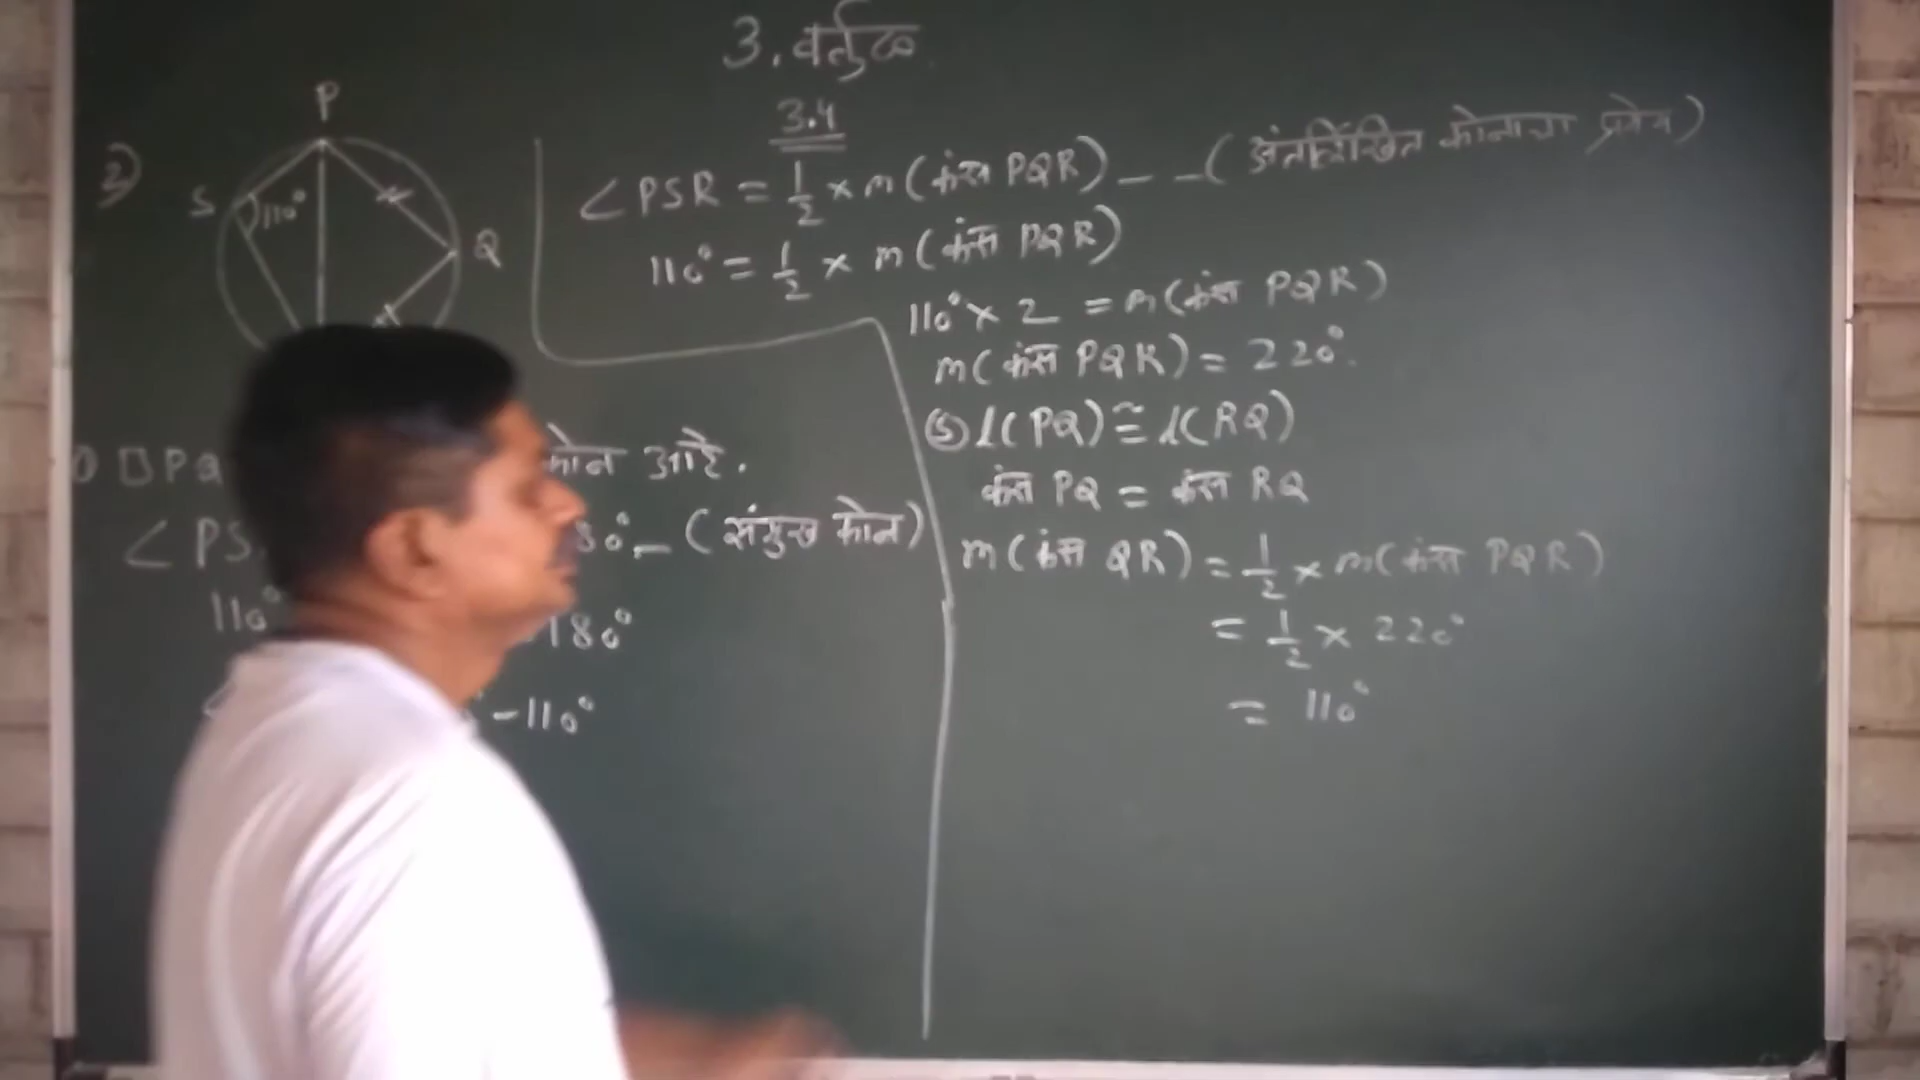 3. वर्तुळ
3.4
2)
P
S
110°
Q
∠PSR = 1/2 × m(कंस PQR) - - (अंतर्लिखित कोनाचा प्रमेय)
110° = 1/2 × m(कंस PQR)
110° × 2 = m(कंस PQR)
m(कंस PQR) = 220°.
l(PQ) ≅ l(RQ)
कंस PQ = कंस RQ
m(कंस QR) = 1/2 × m(कंस PQR)
= 1/2 × 220°
= 110°
□PQ आहे.
∠PS 80° - (संमुख कोन)
110° 180°
-110°